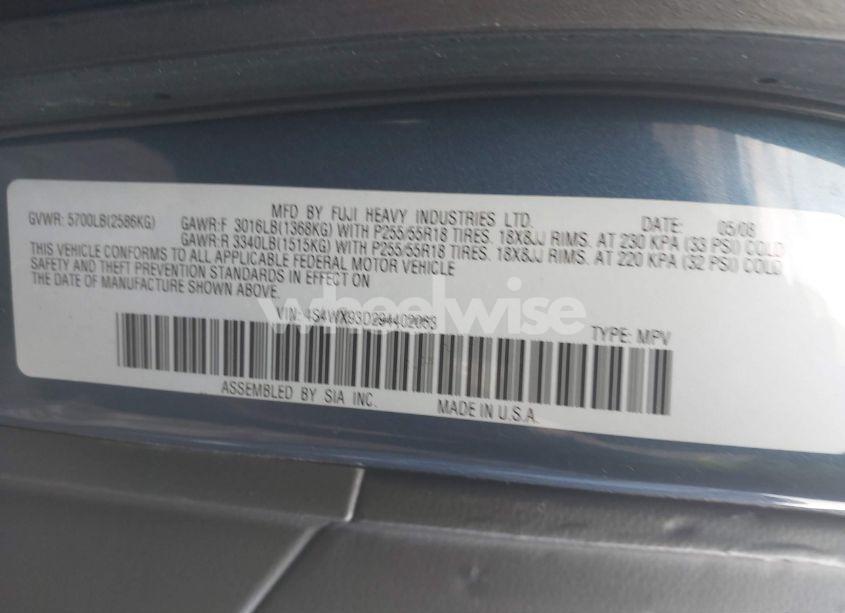 MFD BY FUJI HEAVY INDUSTRIES LTD. DATE: 05/08
GVWR: 5700LB(2586KG) GAWR:F 3016LB(1368KG) WITH P255/55R18 TIRES. 18X8JJ RIMS. AT 230 KPA (33 PSI) COLD
GAWR:R 3340LB(1515KG) WITH P255/55R18 TIRES. 18X8JJ RIMS. AT 220 KPA (32 PSI) COLD
THIS VEHICLE CONFORMS TO ALL APPLICABLE FEDERAL MOTOR VEHICLE
SAFETY AND THEFT PREVENTION STANDARDS IN EFFECT ON
THE DATE OF MANUFACTURE SHOWN ABOVE.
wheelwise
VIN: 4S4WX93D294402063 TYPE: MPV
ASSEMBLED BY SIA INC. MADE IN U.S.A.